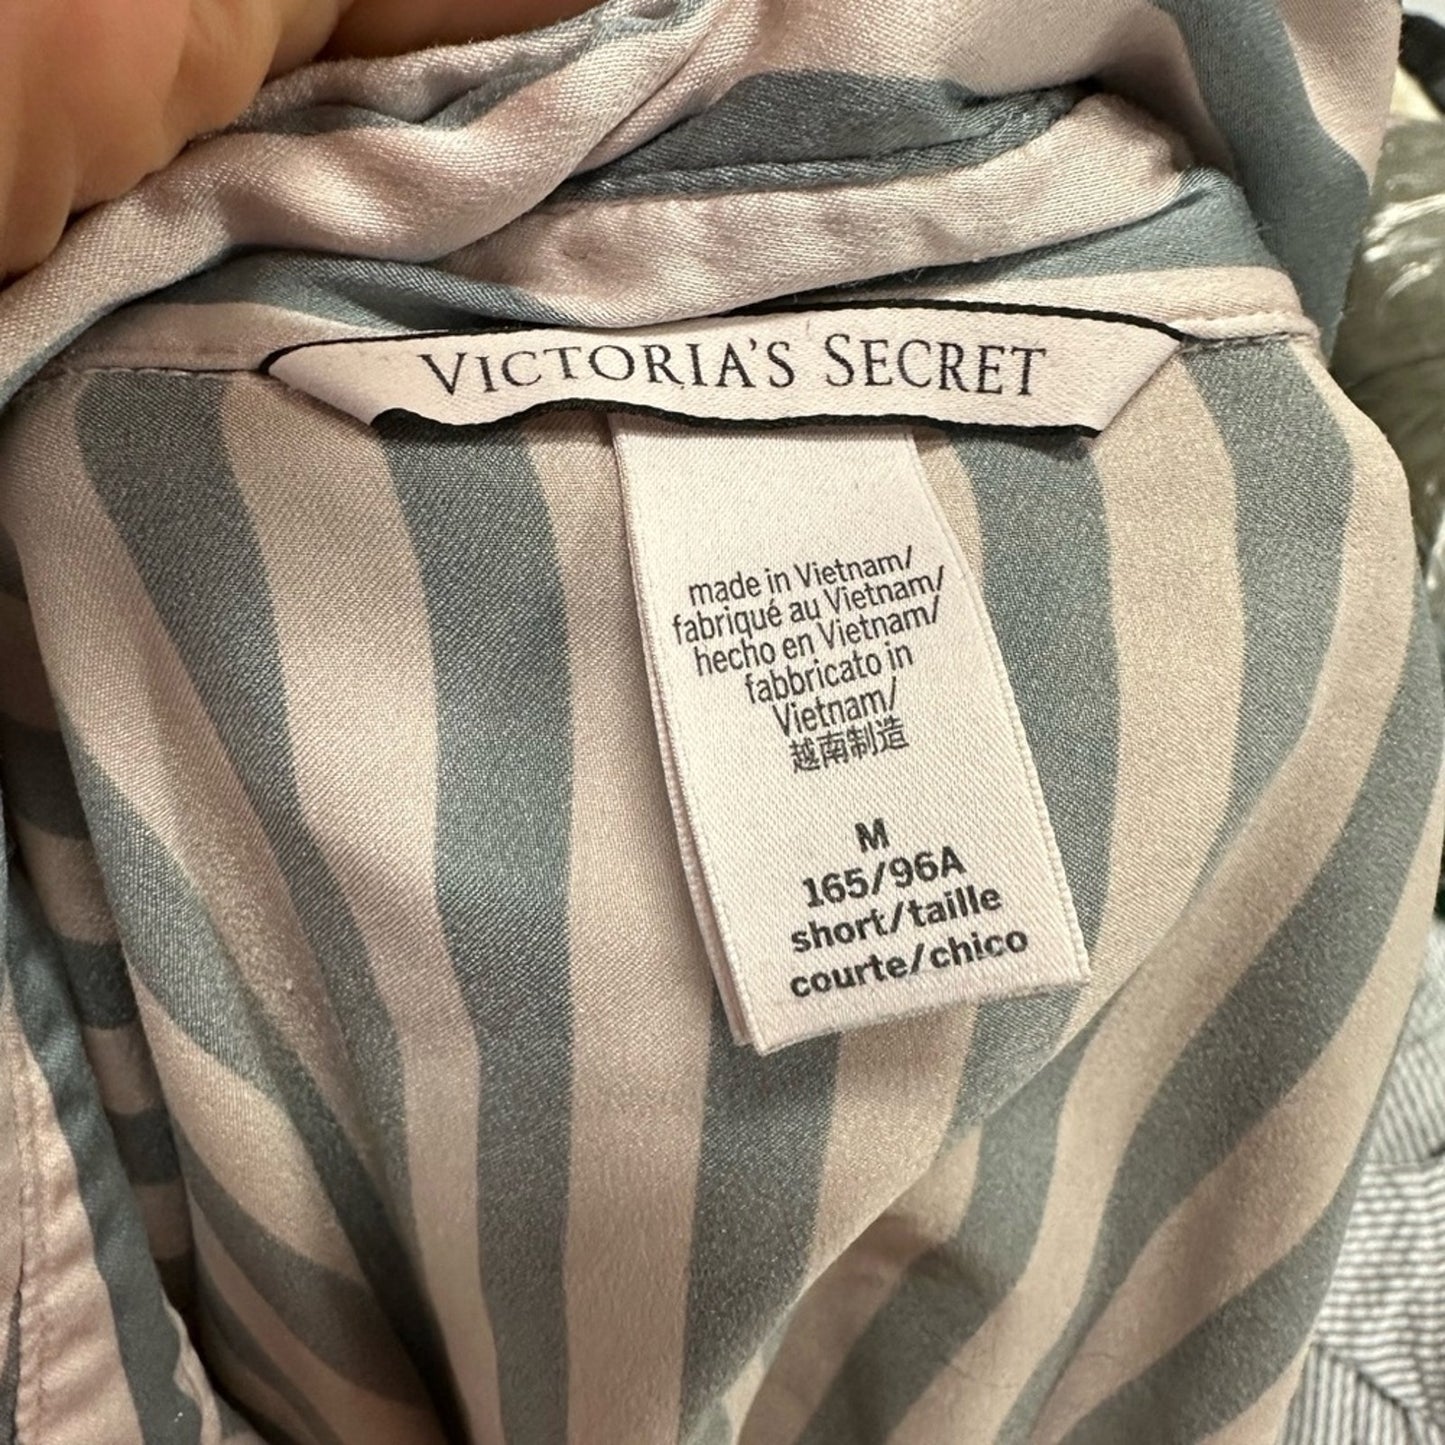 VICTORIA'S SECRET
made in Vietnam/
fabriqué au Vietnam/
hecho en Vietnam/
fabbricato in
Vietnam/
越南制造
M
165/96A
short/taille
courte/chico